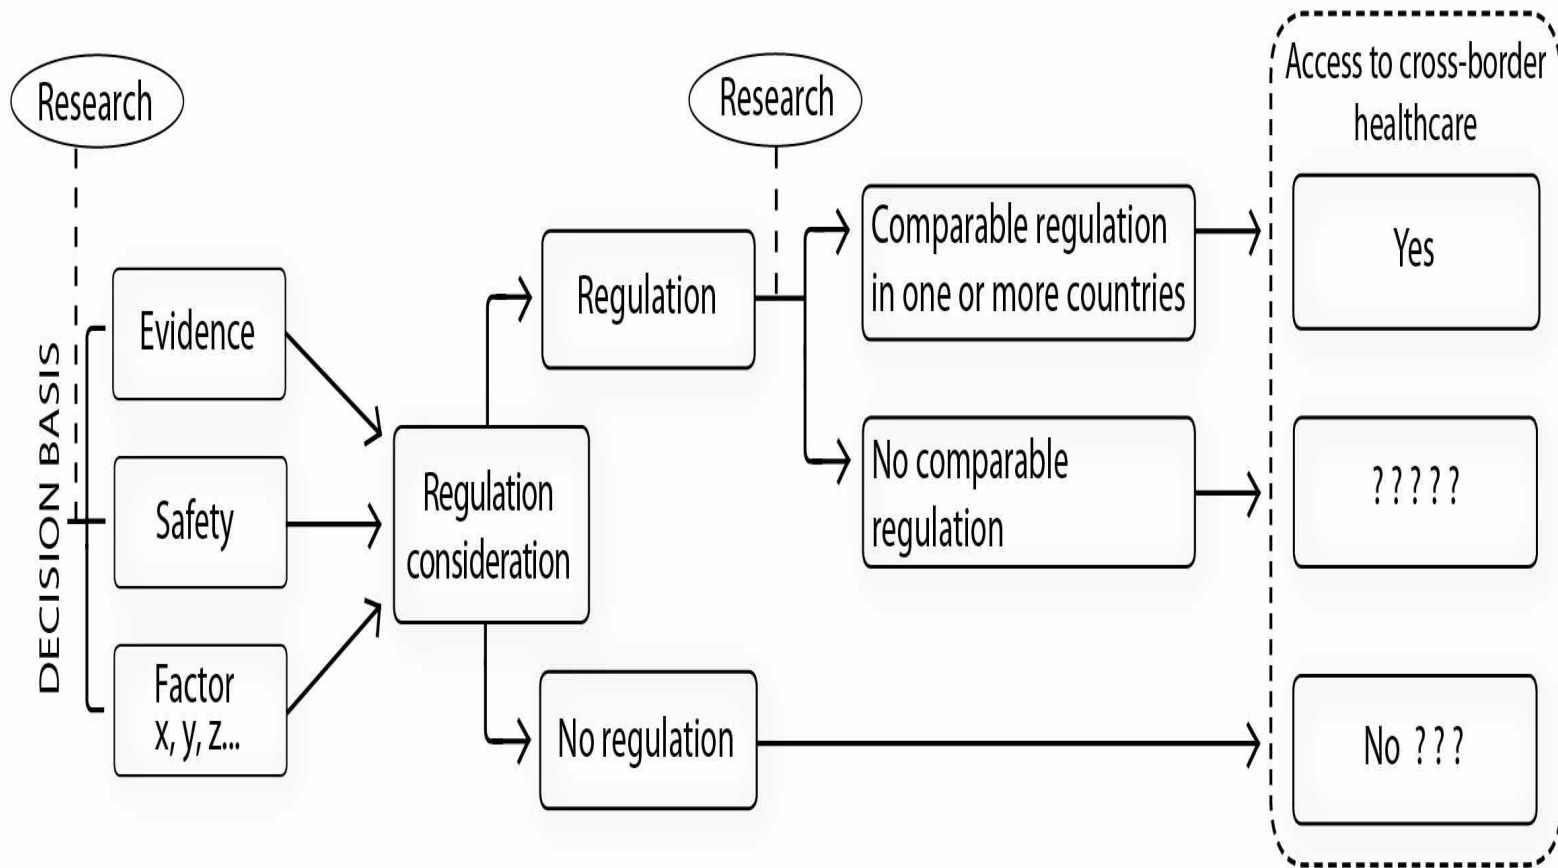 Research
Research
Access to cross-border
healthcare
DECISION BASIS
Evidence
Safety
Factor
x, y, z...
Regulation
consideration
Regulation
No regulation
Comparable regulation
in one or more countries
No comparable
regulation
Yes
? ? ? ? ?
No ? ? ?